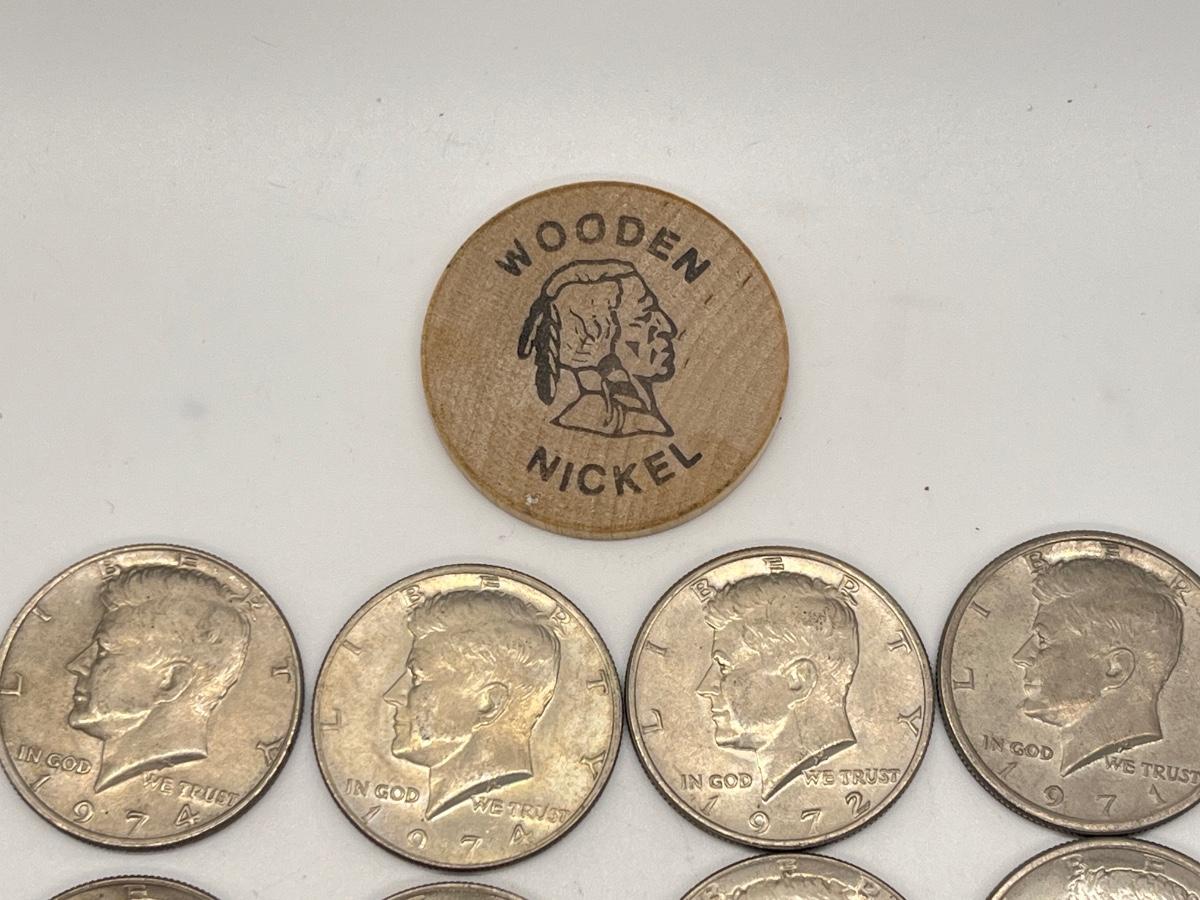 WOODEN
NICKEL
LIBERTY
IN GOD WE TRUST
1974
LIBERTY
IN GOD WE TRUST
1974
LIBERTY
IN GOD WE TRUST
1972
LIBER
IN GOD WE TRUST
1971